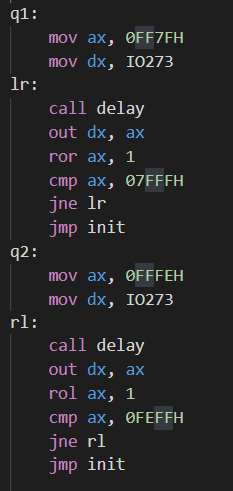 q1:
mov ax, 0FF7FH
mov dx, IO273
lr:
call delay
out dx, ax
ror ax, 1
cmp ax, 07FFFH
jne lr
jmp init
q2:
mov ax, 0FFFEH
mov dx, IO273
rl:
call delay
out dx, ax
rol ax, 1
cmp ax, 0FEFFH
jne rl
jmp init